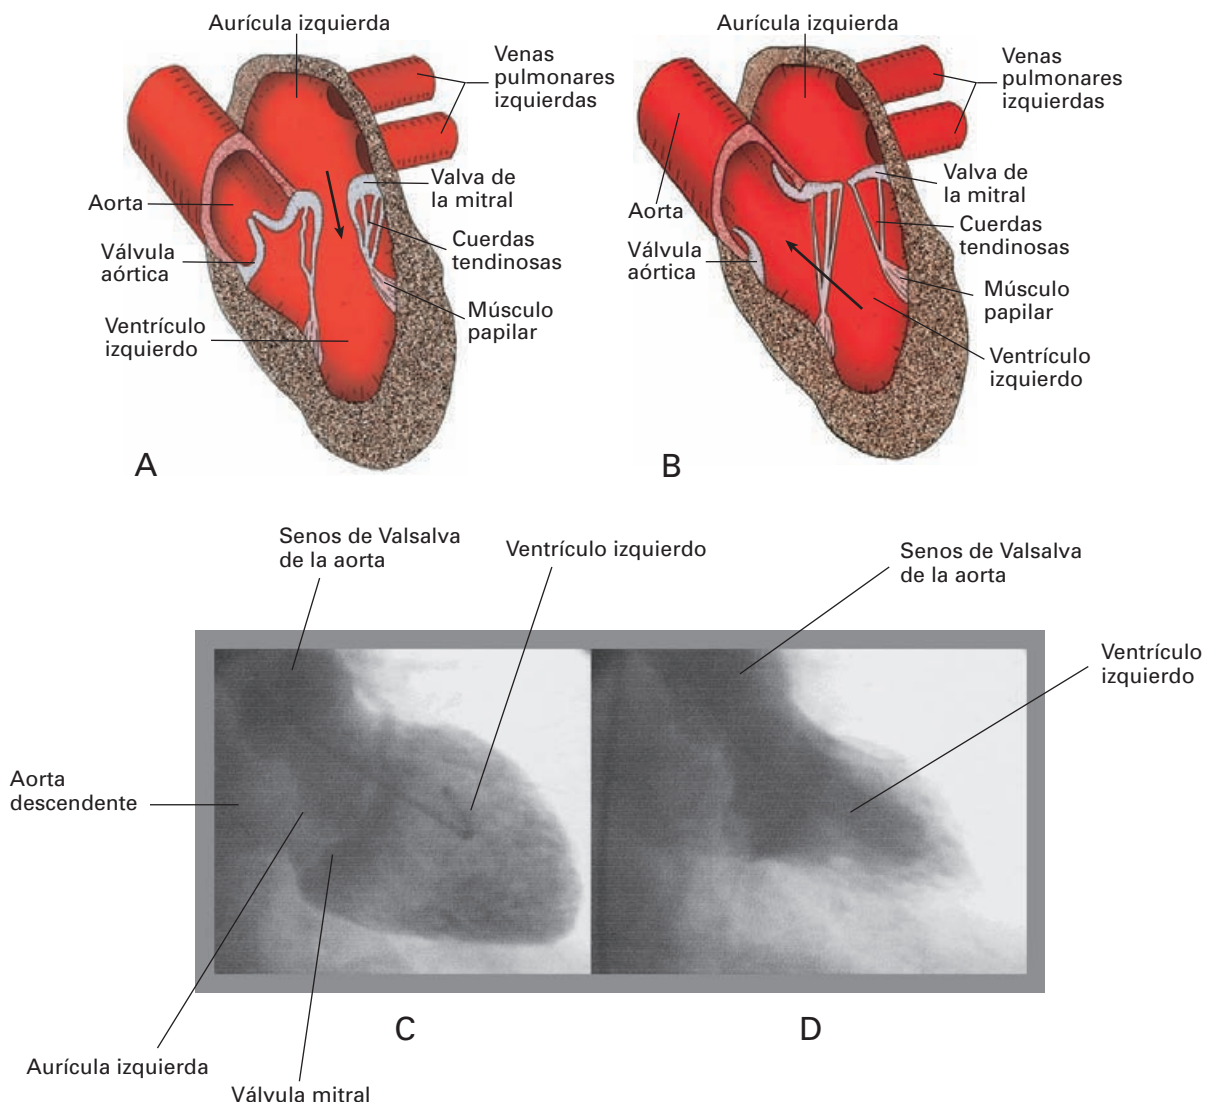 Aurícula izquierda
Venas
pulmonares
izquierdas
Valva de
la mitral
Aorta
Cuerdas
tendinosas
Válvula
aórtica
Músculo
papilar
Ventrículo
izquierdo
A
Aurícula izquierda
Venas
pulmonares
izquierdas
Valva de
la mitral
Aorta
Cuerdas
tendinosas
Válvula
aórtica
Músculo
papilar
Ventrículo
izquierdo
B
Senos de Valsalva
de la aorta
Ventrículo izquierdo
Aorta
descendente
Aurícula izquierda
Válvula mitral
C
Senos de Valsalva
de la aorta
Ventrículo
izquierdo
D